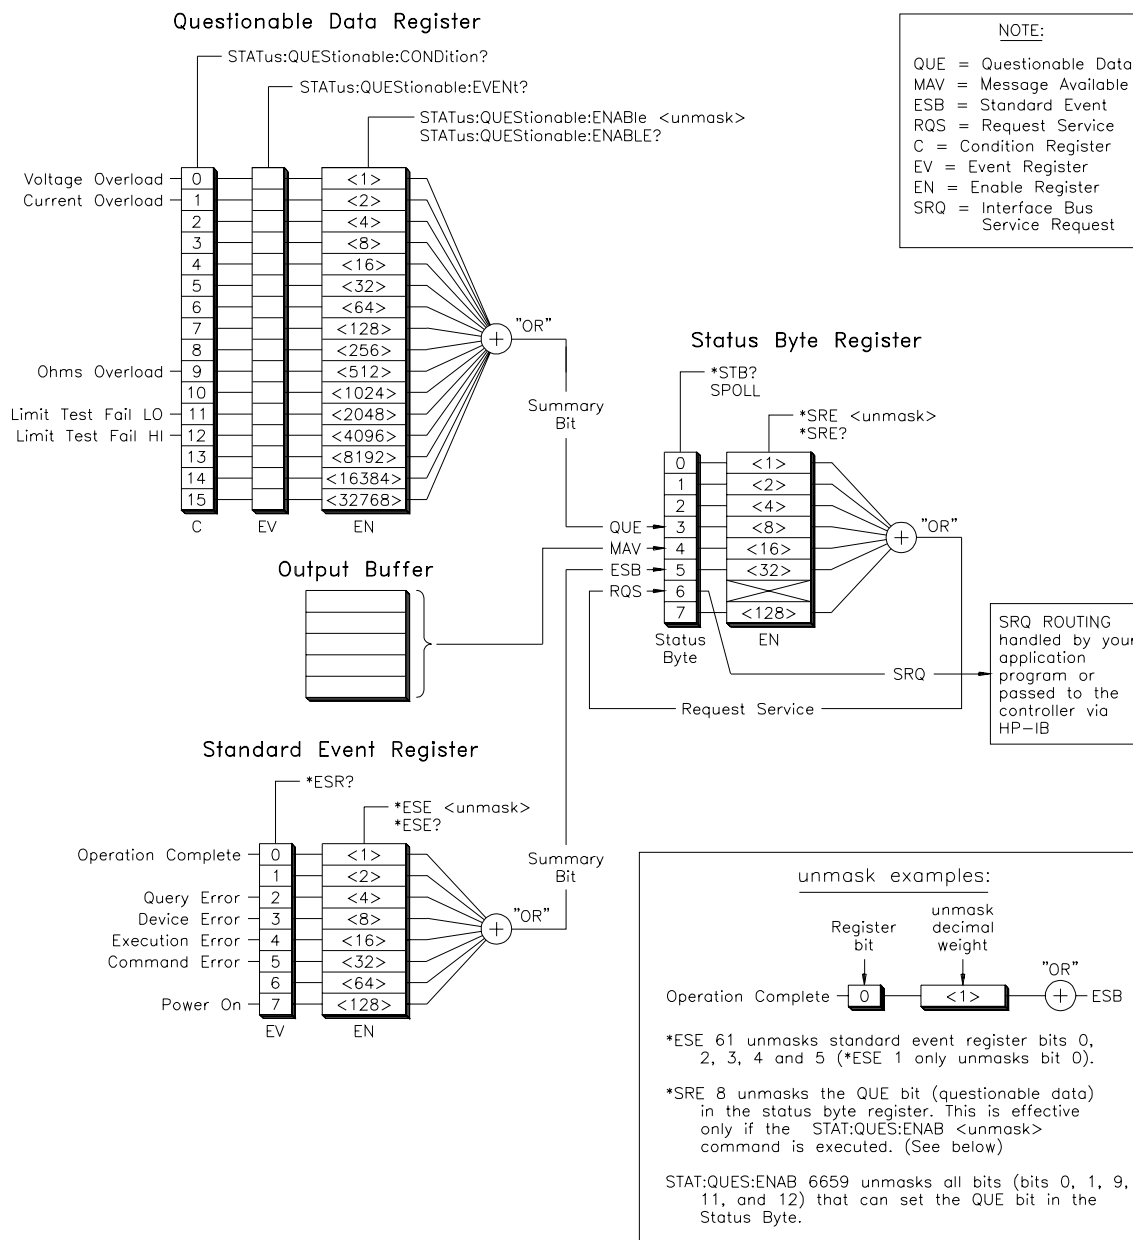 Questionable Data Register
STATus:QUEStionable:CONDition?
STATus:QUEStionable:EVENt?
STATus:QUEStionable:ENABle <unmask>
STATus:QUEStionable:ENABLE?
Voltage Overload 0 <1>
Current Overload 1 <2>
2 <4>
3 <8>
4 <16>
5 <32>
6 <64>
7 <128>
8 <256>
Ohms Overload 9 <512>
10 <1024>
Limit Test Fail LO 11 <2048>
Limit Test Fail HI 12 <4096>
13 <8192>
14 <16384>
15 <32768>
C EV EN
+ "OR"
Summary
Bit
NOTE:
QUE = Questionable Data
MAV = Message Available
ESB = Standard Event
RQS = Request Service
C = Condition Register
EV = Event Register
EN = Enable Register
SRQ = Interface Bus
Service Request
Status Byte Register
*STB?
SPOLL
*SRE <unmask>
*SRE?
0 <1>
1 <2>
2 <4>
QUE 3 <8>
MAV 4 <16>
ESB 5 <32>
RQS 6
7 <128>
Status
Byte
EN
+ "OR"
SRQ
Request Service
SRQ ROUTING
handled by your
application
program or
passed to the
controller via
HP-IB
Output Buffer
Standard Event Register
*ESR?
*ESE <unmask>
*ESE?
Operation Complete 0 <1>
1 <2>
Query Error 2 <4>
Device Error 3 <8>
Execution Error 4 <16>
Command Error 5 <32>
6 <64>
Power On 7 <128>
EV EN
+ "OR"
Summary
Bit
unmask examples:
Register
bit
unmask
decimal
weight
Operation Complete 0 <1> + "OR" ESB
*ESE 61 unmasks standard event register bits 0,
2, 3, 4 and 5 (*ESE 1 only unmasks bit 0).
*SRE 8 unmasks the QUE bit (questionable data)
in the status byte register. This is effective
only if the STAT:QUES:ENAB <unmask>
command is executed. (See below)
STAT:QUES:ENAB 6659 unmasks all bits (bits 0, 1, 9,
11, and 12) that can set the QUE bit in the
Status Byte.